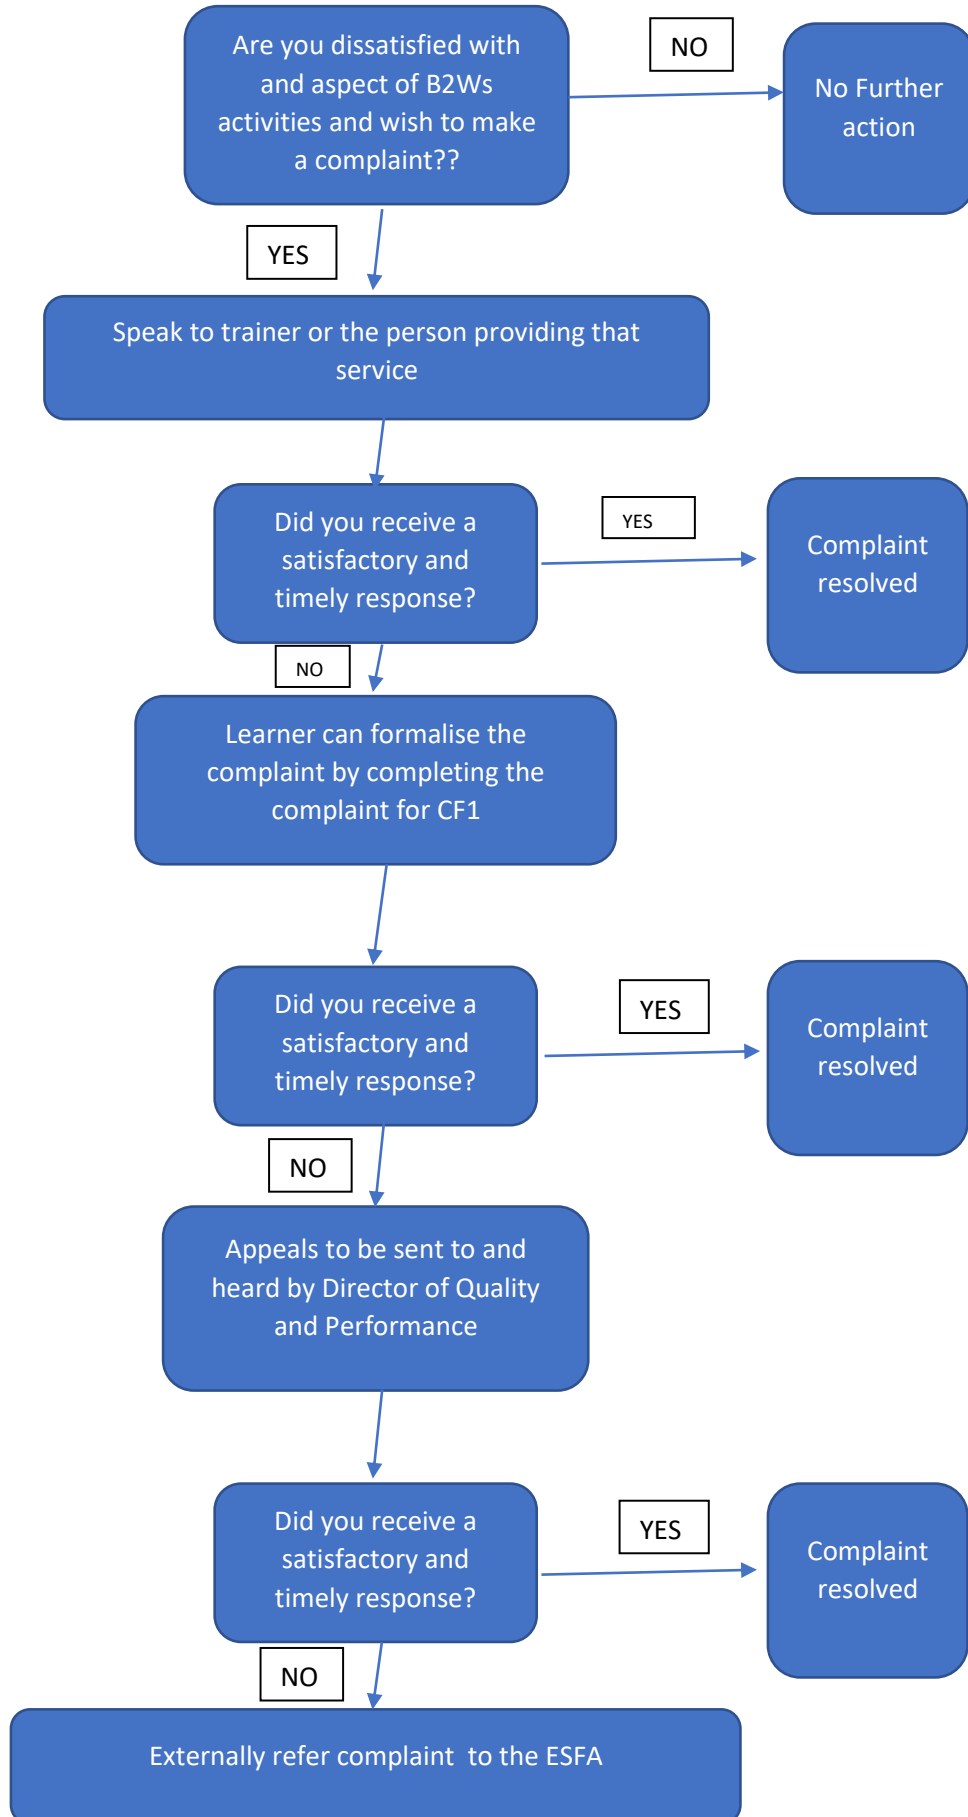 Are you dissatisfied with
and aspect of B2Ws
activities and wish to make
a complaint??
NO
No Further
action
YES
Speak to trainer or the person providing that
service
Did you receive a
satisfactory and
timely response?
YES
Complaint
resolved
NO
Learner can formalise the
complaint by completing the
complaint for CF1
Did you receive a
satisfactory and
timely response?
YES
Complaint
resolved
NO
Appeals to be sent to and
heard by Director of Quality
and Performance
Did you receive a
satisfactory and
timely response?
YES
Complaint
resolved
NO
Externally refer complaint  to the ESFA